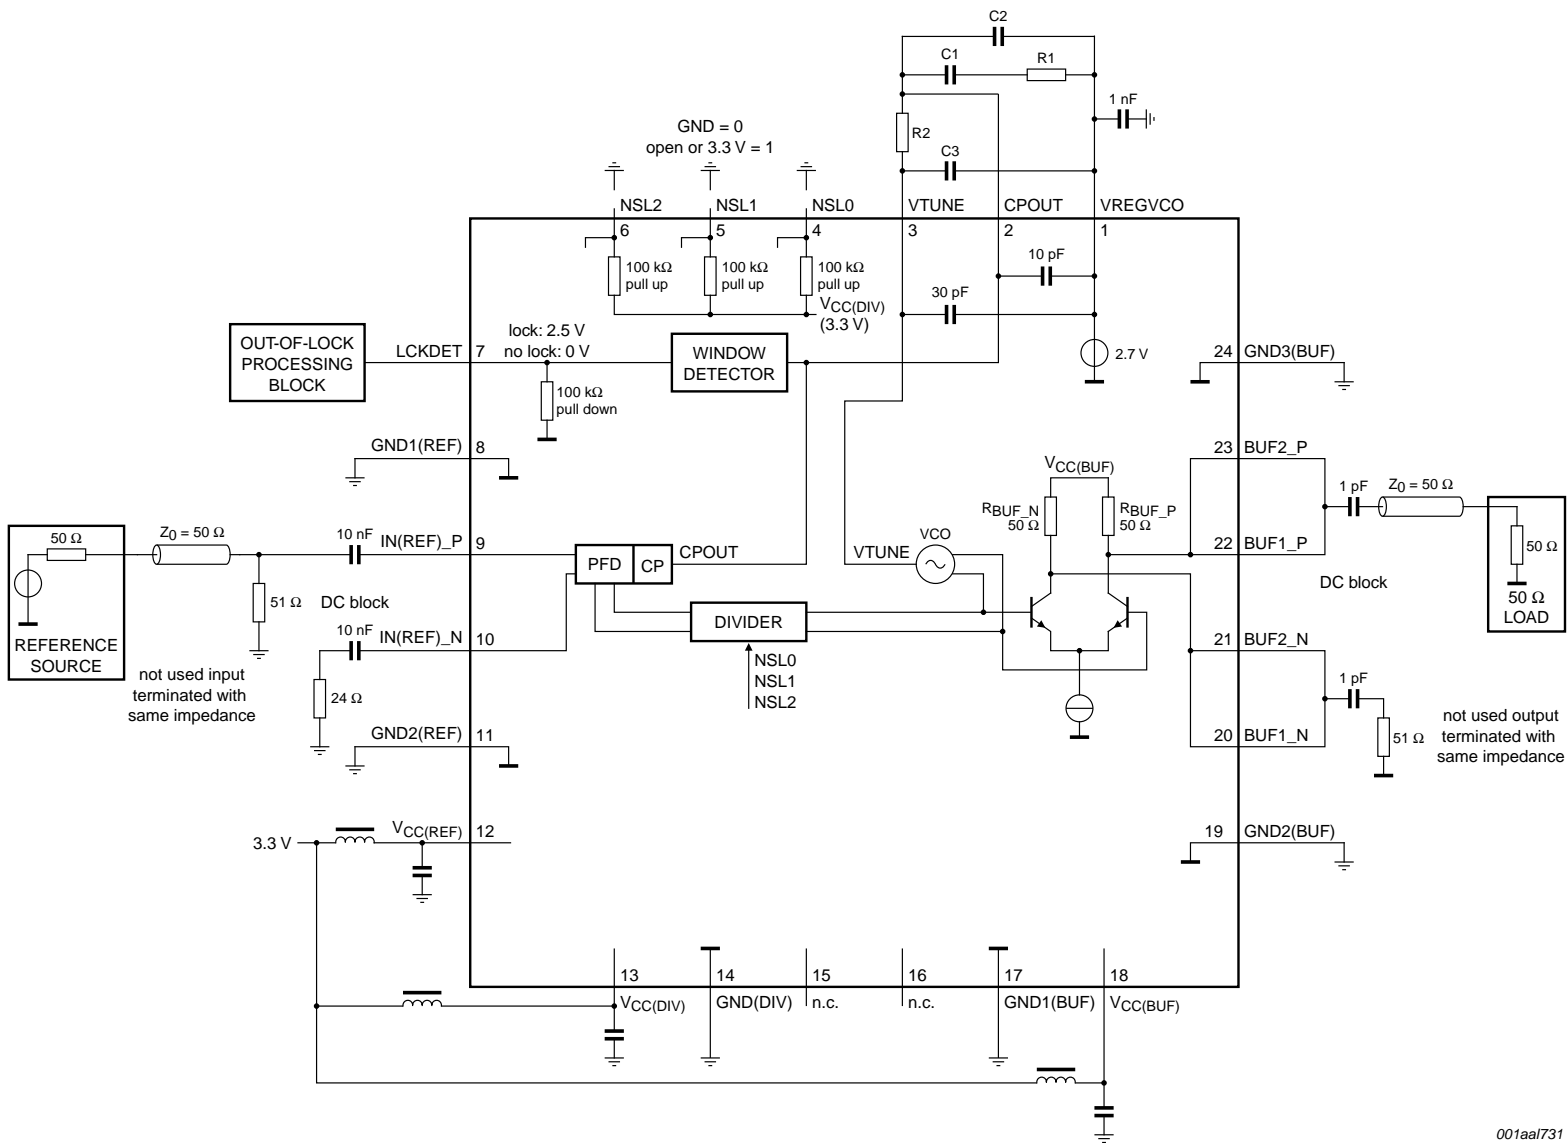 C2
C1
R1
1 nF
GND = 0
open or 3.3 V = 1
R2
C3
NSL2
NSL1
NSL0
VTUNE
CPOUT
VREGVCO
6
5
4
3
2
1
100 kΩ
pull up
100 kΩ
pull up
100 kΩ
pull up
10 pF
30 pF
VCC(DIV)
(3.3 V)
OUT-OF-LOCK
PROCESSING
BLOCK
LCKDET
7
lock: 2.5 V
no lock: 0 V
WINDOW
DETECTOR
2.7 V
24
GND3(BUF)
100 kΩ
pull down
GND1(REF)
8
23
BUF2_P
VCC(BUF)
RBUF_N
50 Ω
RBUF_P
50 Ω
1 pF
Z0 = 50 Ω
50 Ω
Z0 = 50 Ω
10 nF
IN(REF)_P
9
PFD
CP
CPOUT
VTUNE
VCO
22
BUF1_P
50 Ω
DC block
50 Ω
LOAD
51 Ω
DC block
10 nF
IN(REF)_N
10
DIVIDER
REFERENCE
SOURCE
21
BUF2_N
NSL0
NSL1
NSL2
not used input
terminated with
same impedance
24 Ω
1 pF
GND2(REF)
11
20
BUF1_N
51 Ω
not used output
terminated with
same impedance
3.3 V
VCC(REF)
12
19
GND2(BUF)
13
14
15
16
17
18
VCC(DIV)
GND(DIV)
n.c.
n.c.
GND1(BUF)
VCC(BUF)
001aal731